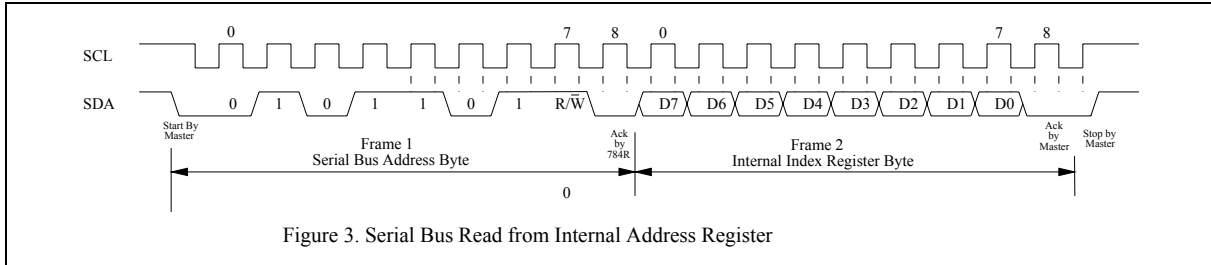 0 7 8 0 7 8
SCL
SDA 0 1 0 1 1 0 1 R/W̅ D7 D6 D5 D4 D3 D2 D1 D0
Start By
Master
Frame 1
Serial Bus Address Byte
Ack
by
784R
Frame 2
Internal Index Register Byte
Ack
by
Master
Stop by
Master
0
Figure 3. Serial Bus Read from Internal Address Register